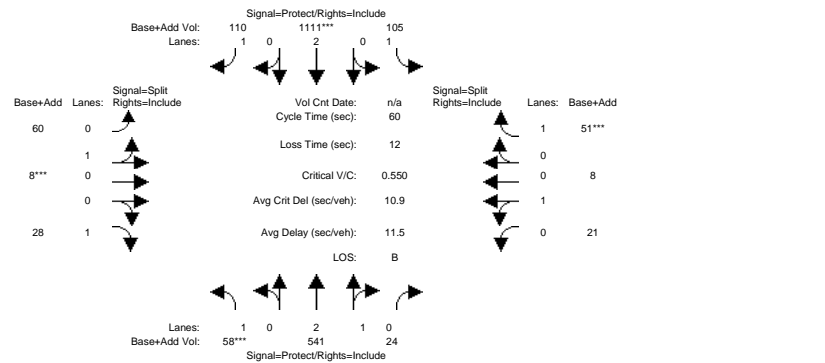 Signal=Protect/Rights=Include
Base+Add Vol: 110 1111*** 105
Lanes: 1 0 2 0 1
Signal=Split
Base+Add Lanes: Rights=Include
Vol Cnt Date: n/a
Signal=Split
Rights=Include Lanes: Base+Add
Cycle Time (sec): 60
60 0
1 51***
Loss Time (sec): 12
1
0
8*** 0
Critical V/C: 0.550
0 8
0
Avg Crit Del (sec/veh): 10.9
1
28 1
Avg Delay (sec/veh): 11.5
0 21
LOS: B
Lanes: 1 0 2 1 0
Base+Add Vol: 58*** 541 24
Signal=Protect/Rights=Include